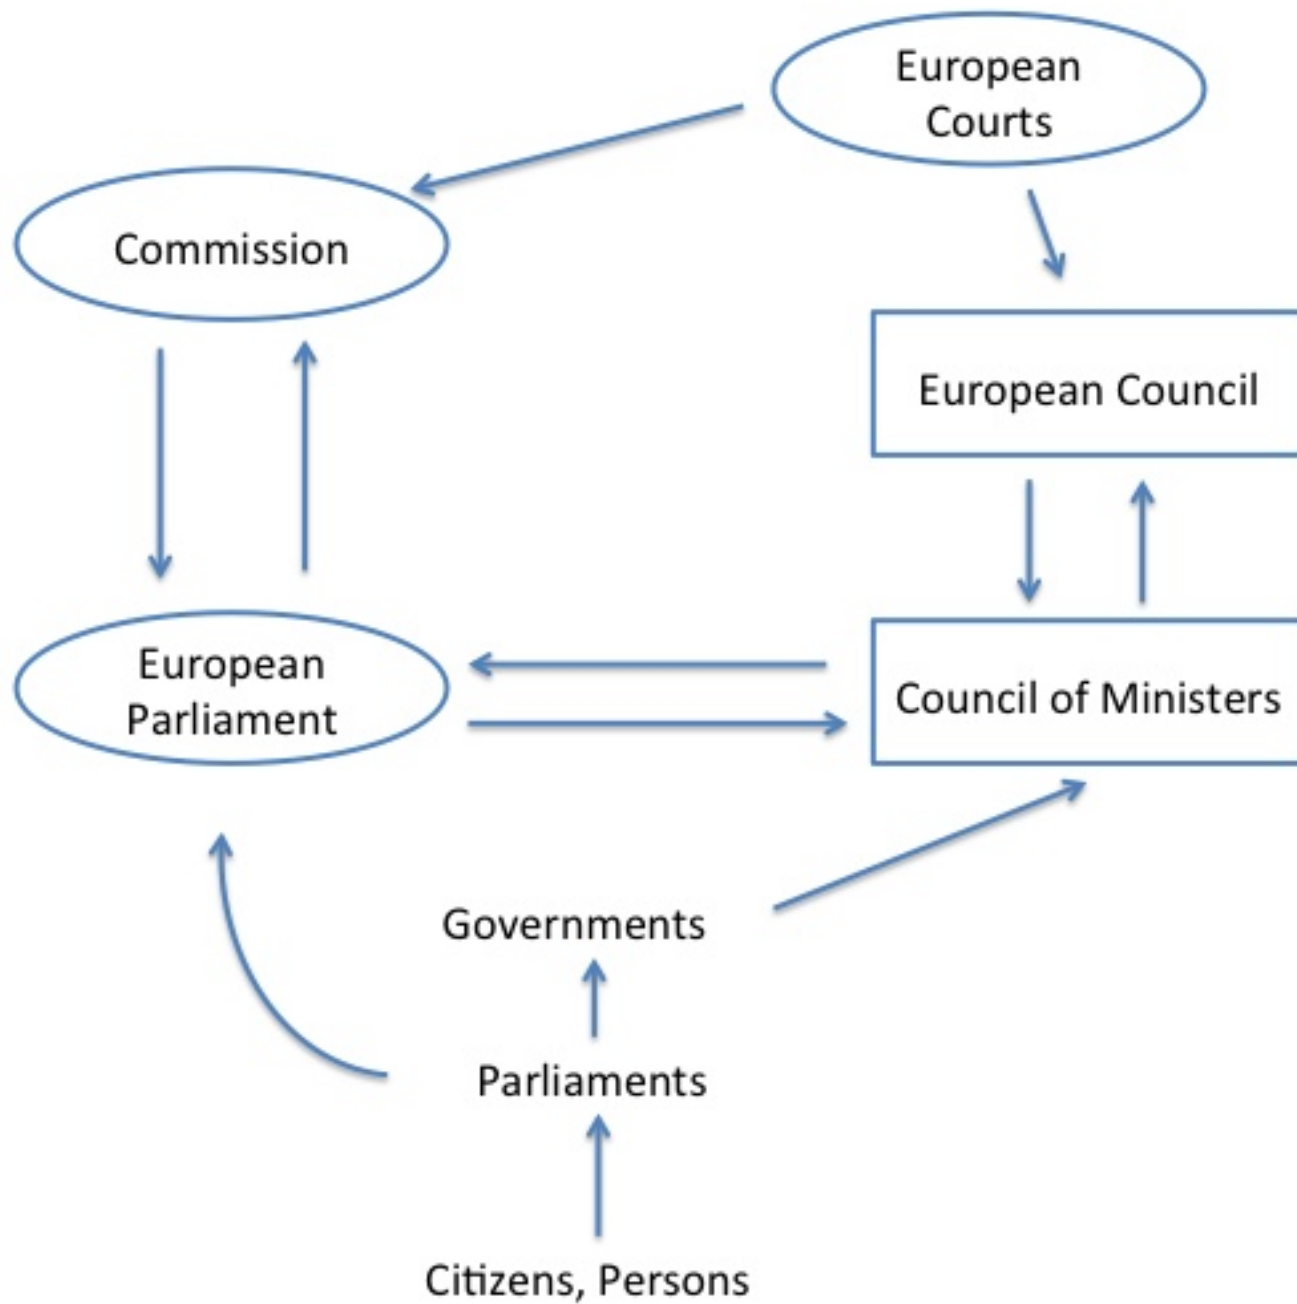 European
Courts
Commission
European Council
European
Parliament
Council of Ministers
Governments
Parliaments
Citizens, Persons